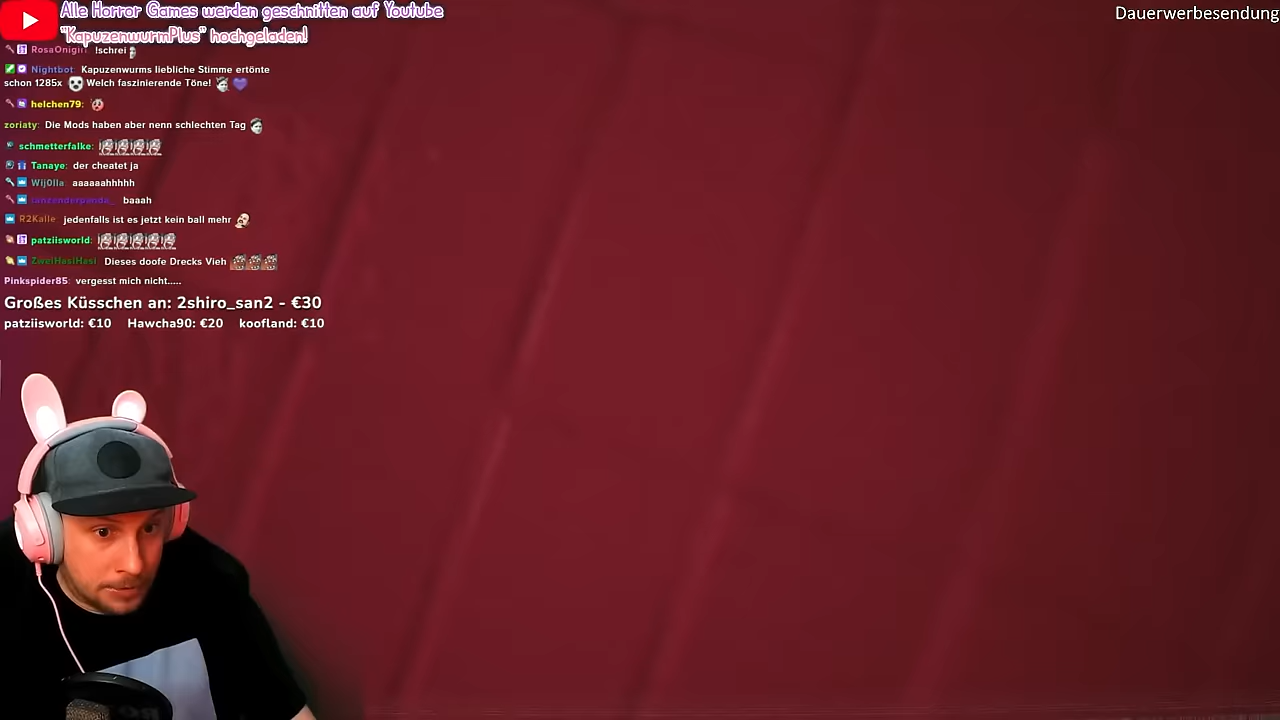 Alle Horror Games werden geschnitten auf Youtube
"KapuzenwurmPlus" hochgeladen!
Dauerwerbesendung
RosaOnigiri: !schrei
Nightbot: Kapuzenwurms liebliche Stimme ertönte
schon 1285x Welch faszinierende Töne!
helchen79:
zoriaty: Die Mods haben aber nenn schlechten Tag
schmetterfalke:
Tanaye: der cheatet ja
Wij0lla: aaaaaahhhhh
baaah
R2Kalle: jedenfalls ist es jetzt kein ball mehr
patziisworld:
ZweiHasiHasi: Dieses doofe Drecks Vieh
Pinkspider85: vergesst mich nicht.....
Großes Küsschen an: 2shiro_san2 - €30
patziisworld: €10 Hawcha90: €20 koofland: €10